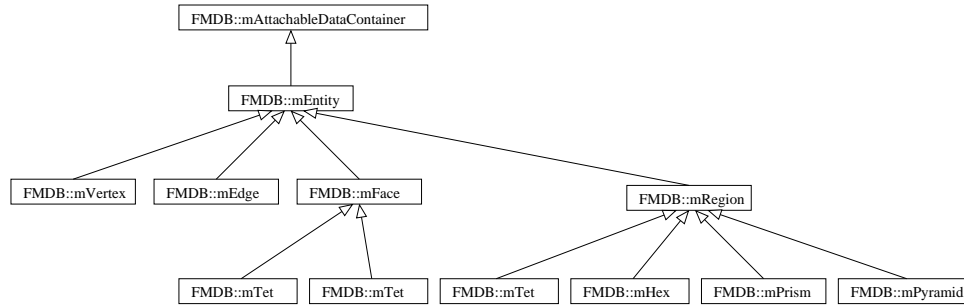 FMDB::mAttachableDataContainer
FMDB::mEntity
FMDB::mVertex
FMDB::mEdge
FMDB::mFace
FMDB::mRegion
FMDB::mTet
FMDB::mTet
FMDB::mTet
FMDB::mHex
FMDB::mPrism
FMDB::mPyramid